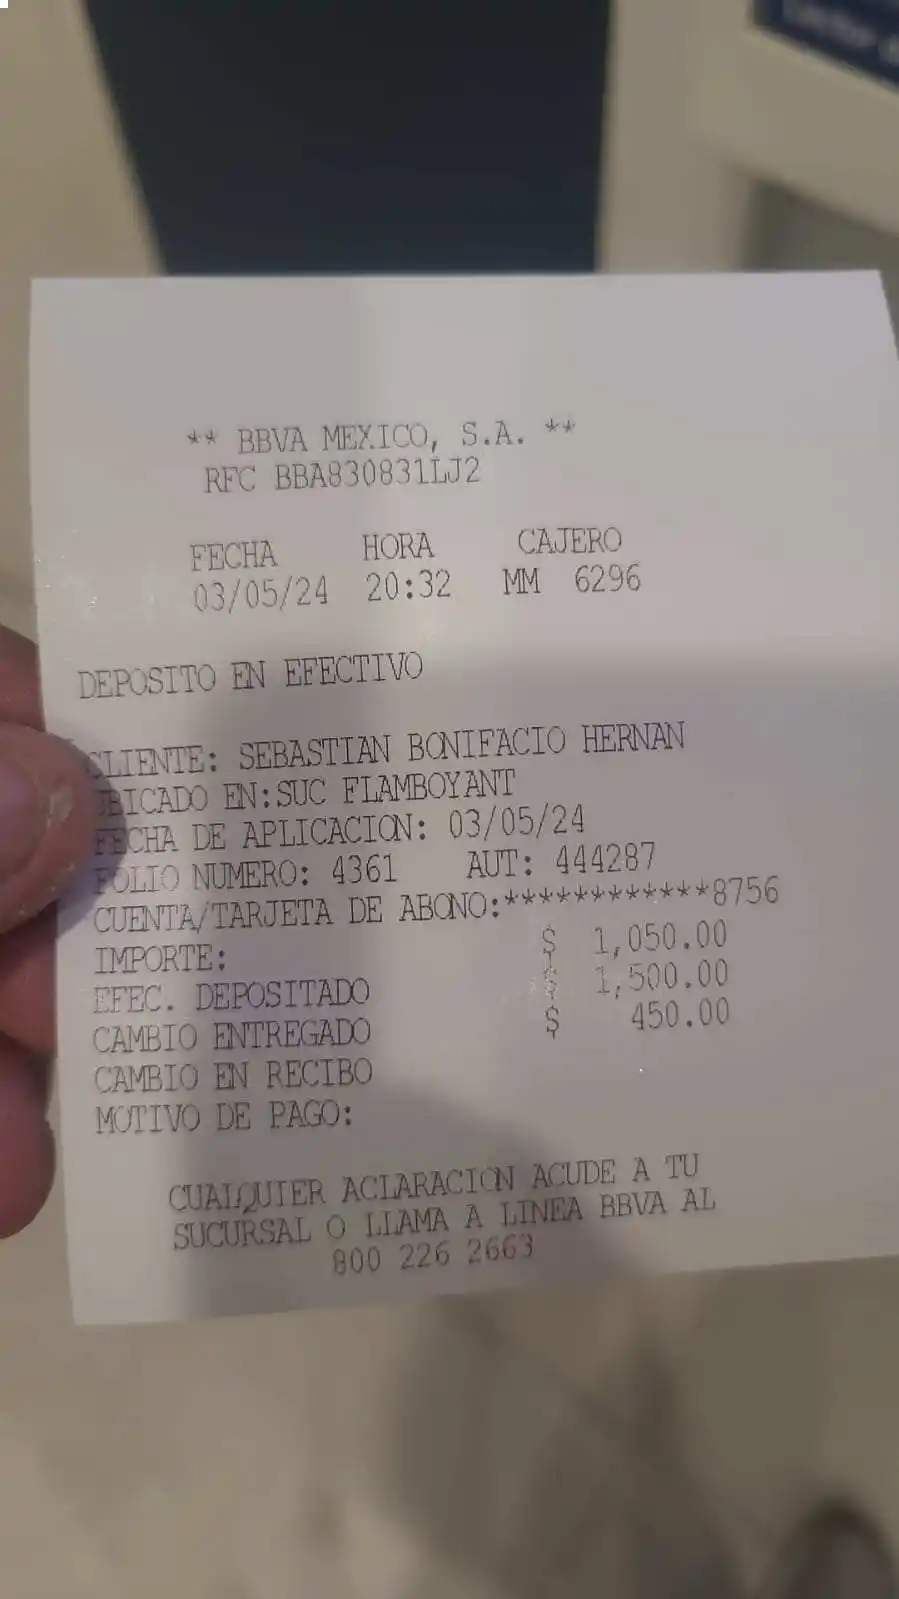 ** BBVA MEXICO, S.A. **
RFC BBA830831LJ2
FECHA HORA CAJERO
03/05/24 20:32 MM 6296
DEPOSITO EN EFECTIVO
CLIENTE: SEBASTIAN BONIFACIO HERNAN
UBICADO EN:SUC FLAMBOYANT
FECHA DE APLICACION: 03/05/24
FOLIO NUMERO: 4361 AUT: 444287
CUENTA/TARJETA DE ABONO:************8756
IMPORTE: $ 1,050.00
EFEC. DEPOSITADO $ 1,500.00
CAMBIO ENTREGADO $ 450.00
CAMBIO EN RECIBO
MOTIVO DE PAGO:
CUALQUIER ACLARACION ACUDE A TU
SUCURSAL O LLAMA A LINEA BBVA AL
800 226 2663